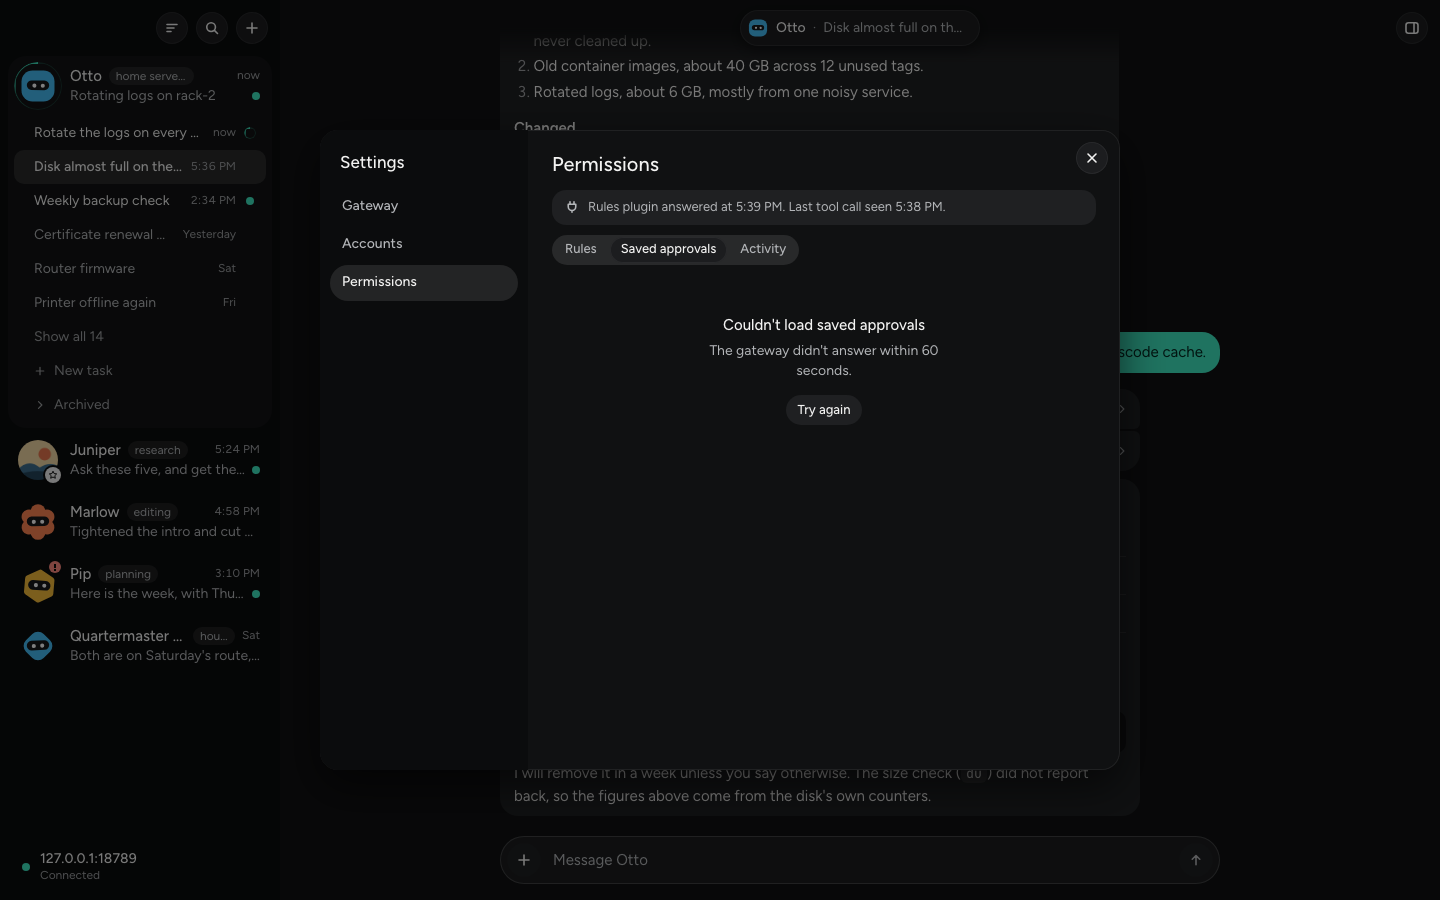 Otto home serve... now
Rotating logs on rack-2
Rotate the logs on every ... now
Disk almost full on the... 5:36 PM
Weekly backup check 2:34 PM
Certificate renewal ... Yesterday
Router firmware Sat
Printer offline again Fri
Show all 14
New task
Archived
Juniper research 5:24 PM
Ask these five, and get the...
Marlow editing 4:58 PM
Tightened the intro and cut ...
Pip planning 3:10 PM
Here is the week, with Thu...
Quartermaster ... hou... Sat
Both are on Saturday's route,...
127.0.0.1:18789
Connected
Otto · Disk almost full on th...
never cleaned up.
2. Old container images, about 40 GB across 12 unused tags.
3. Rotated logs, about 6 GB, mostly from one noisy service.
Changed
scode cache.
Settings
Gateway
Accounts
Permissions
Permissions
Rules plugin answered at 5:39 PM. Last tool call seen 5:38 PM.
Rules Saved approvals Activity
Couldn't load saved approvals
The gateway didn't answer within 60
seconds.
Try again
I will remove it in a week unless you say otherwise. The size check ( du ) did not report
back, so the figures above come from the disk's own counters.
Message Otto